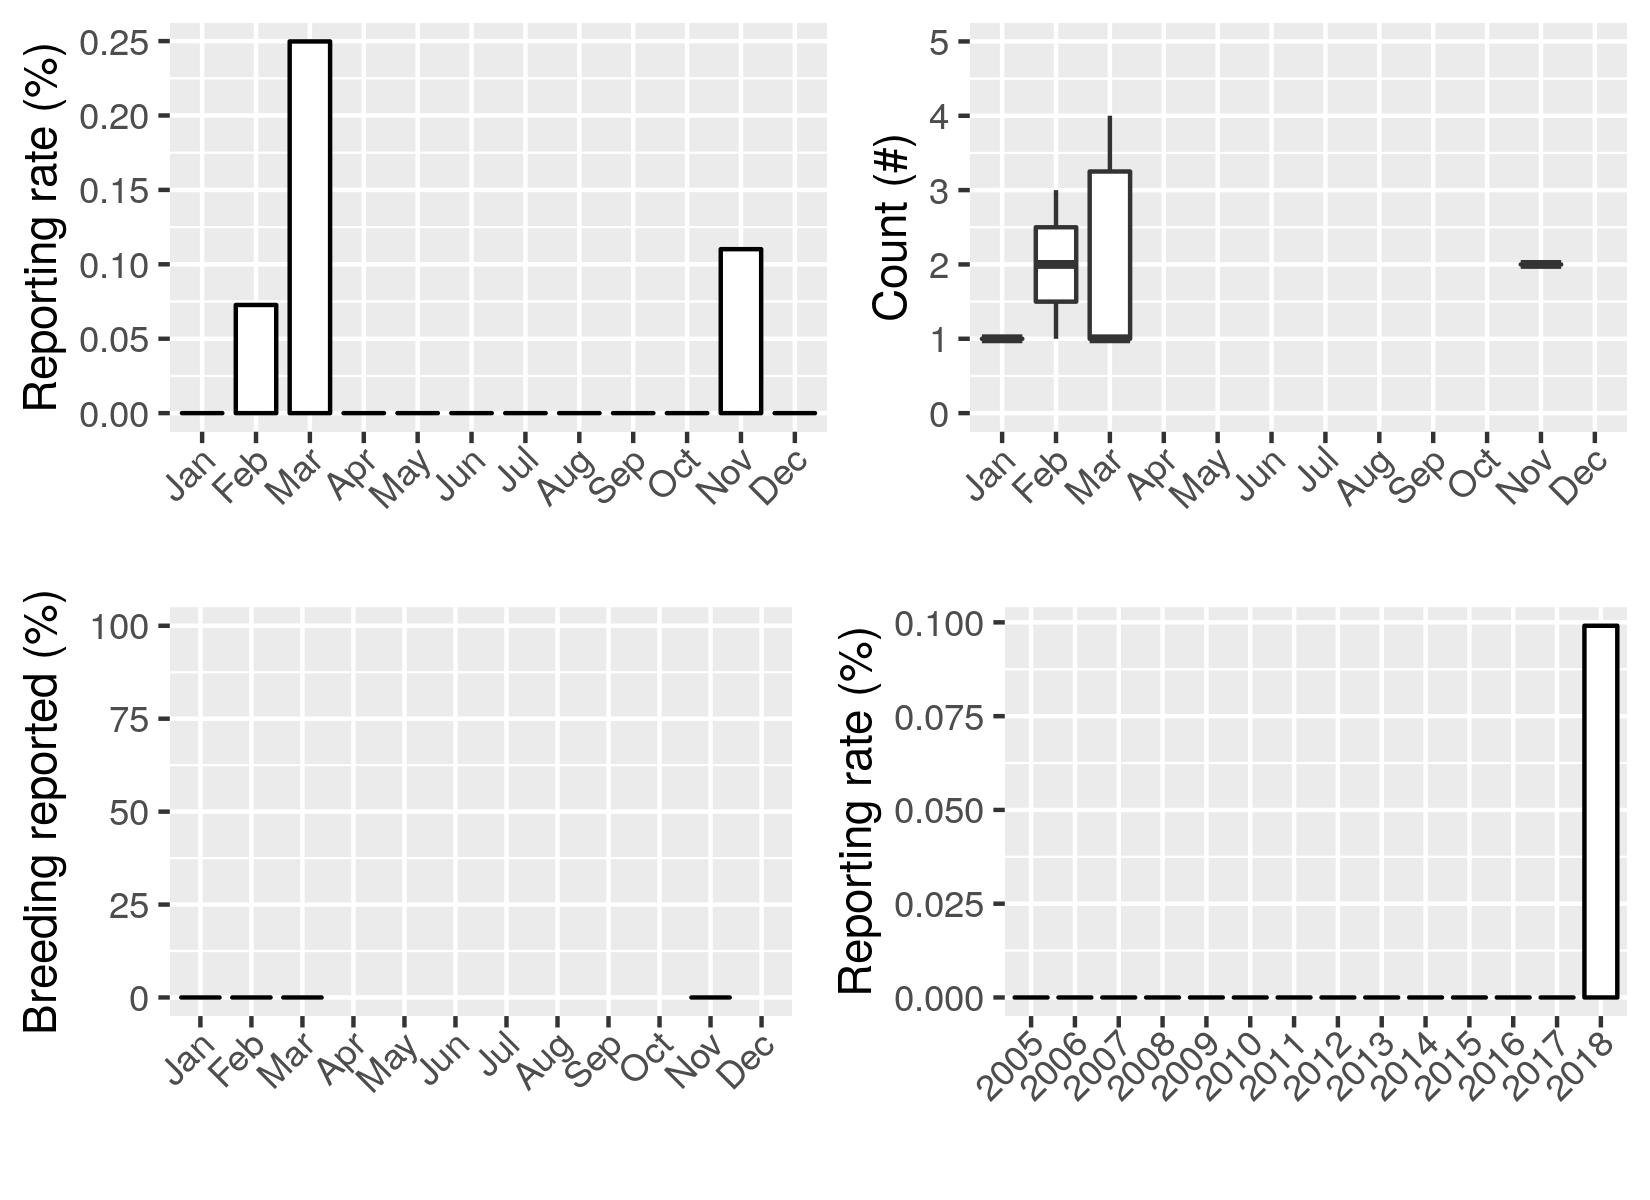 Reporting rate (%)
0.25
0.20
0.15
0.10
0.05
0.00
Jan Feb Mar Apr May Jun Jul Aug Sep Oct Nov Dec
Count (#)
5
4
3
2
1
0
Jan Feb Mar Apr May Jun Jul Aug Sep Oct Nov Dec
Breeding reported (%)
100
75
50
25
0
Jan Feb Mar Apr May Jun Jul Aug Sep Oct Nov Dec
Reporting rate (%)
0.100
0.075
0.050
0.025
0.000
2005 2006 2007 2008 2009 2010 2011 2012 2013 2014 2015 2016 2017 2018